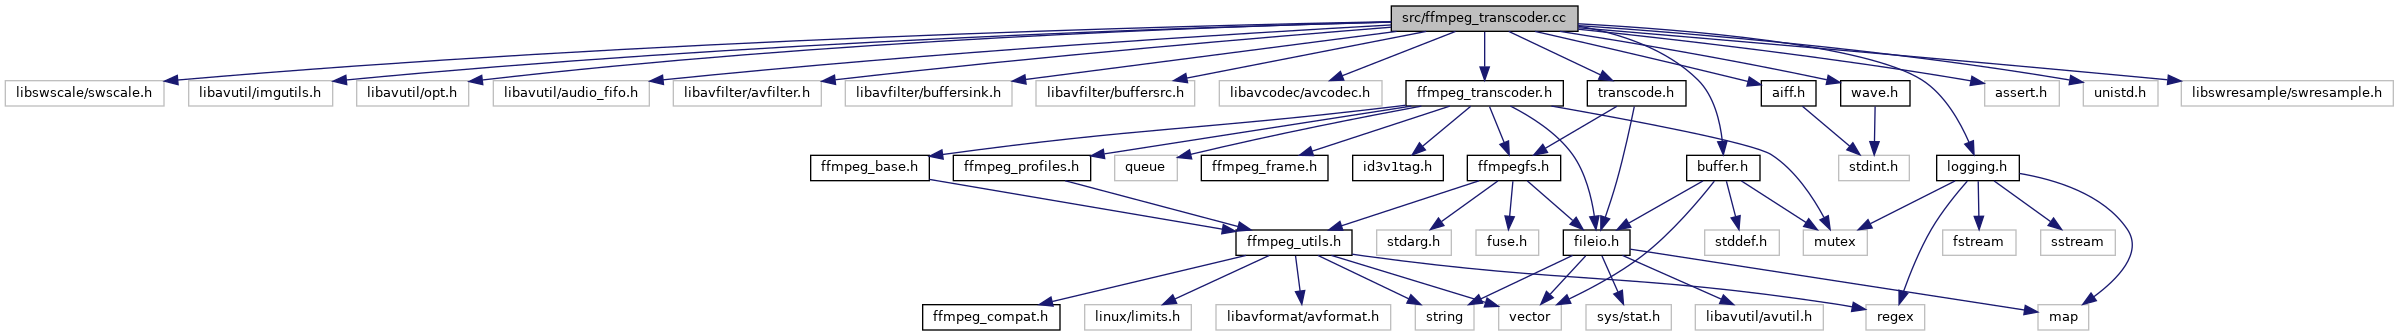 src/ffmpeg_transcoder.cc
libswscale/swscale.h
libavutil/imgutils.h
libavutil/opt.h
libavutil/audio_fifo.h
libavfilter/avfilter.h
libavfilter/buffersink.h
libavfilter/buffersrc.h
libavcodec/avcodec.h
ffmpeg_transcoder.h
transcode.h
aiff.h
wave.h
assert.h
unistd.h
libswresample/swresample.h
ffmpeg_base.h
ffmpeg_profiles.h
queue
ffmpeg_frame.h
id3v1tag.h
ffmpegfs.h
buffer.h
stdint.h
logging.h
ffmpeg_utils.h
stdarg.h
fuse.h
fileio.h
stddef.h
mutex
fstream
sstream
ffmpeg_compat.h
linux/limits.h
libavformat/avformat.h
string
vector
sys/stat.h
libavutil/avutil.h
regex
map